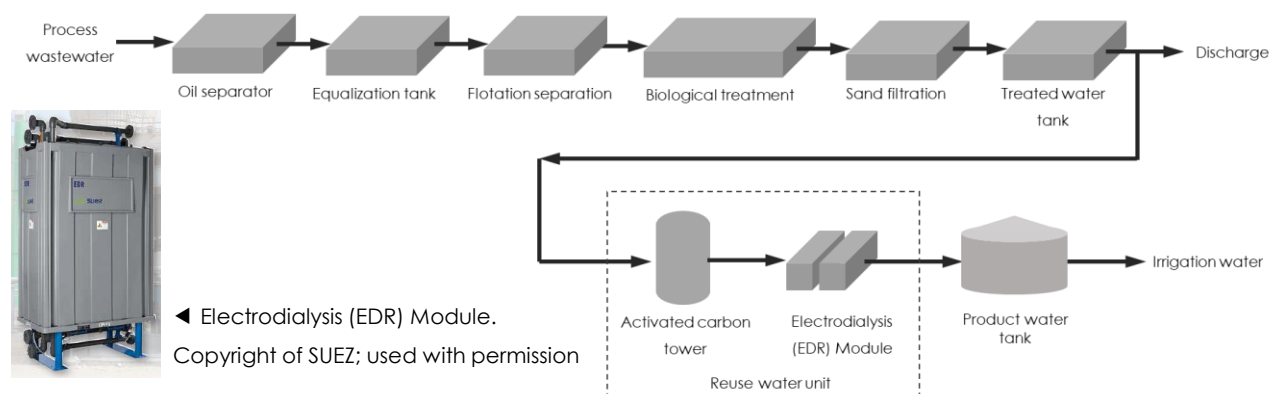 Process
wastewater
Oil separator
Equalization tank
Flotation separation
Biological treatment
Sand filtration
Treated water
tank
Discharge
EDR
EDR
SUEZ
◀ Electrodialysis (EDR) Module.
Copyright of SUEZ; used with permission
Activated carbon
tower
Electrodialysis
(EDR) Module
Reuse water unit
Product water
tank
Irrigation water